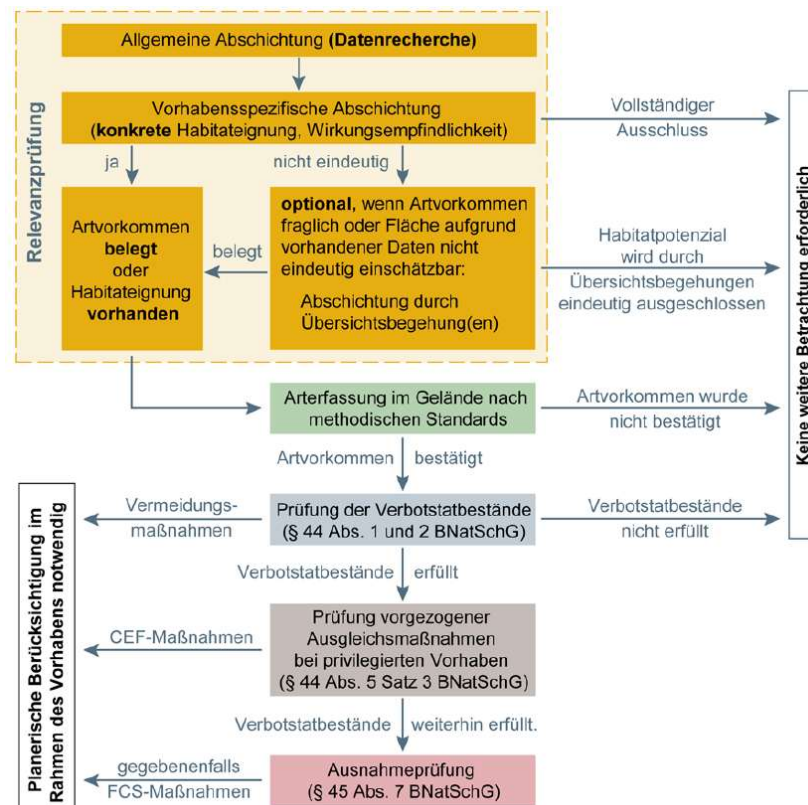 Relevanzprüfung
Allgemeine Abschichtung (Datenrecherche)
Vorhabensspezifische Abschichtung
(konkrete Habitateignung, Wirkungsempfindlichkeit)
Vollständiger
Ausschluss
ja
nicht eindeutig
Artvorkommen
belegt
oder
Habitateignung
vorhanden
belegt
optional, wenn Artvorkommen
fraglich oder Fläche aufgrund
vorhandener Daten nicht
eindeutig einschätzbar:
Abschichtung durch
Übersichtsbegehung(en)
Habitatpotenzial
wird durch
Übersichtsbegehungen
eindeutig ausgeschlossen
Keine weitere Betrachtung erforderlich
Arterfassung im Gelände nach
methodischen Standards
Artvorkommen wurde
nicht bestätigt
Artvorkommen bestätigt
Planerische Berücksichtigung im
Rahmen des Vorhabens notwendig
Vermeidungs-
maßnahmen
Prüfung der Verbotstatbestände
(§ 44 Abs. 1 und 2 BNatSchG)
Verbotstatbestände
nicht erfüllt
Verbotstatbestände erfüllt
CEF-Maßnahmen
Prüfung vorgezogener
Ausgleichsmaßnahmen
bei privilegierten Vorhaben
(§ 44 Abs. 5 Satz 3 BNatSchG)
Verbotstatbestände weiterhin erfüllt.
gegebenenfalls
FCS-Maßnahmen
Ausnahmeprüfung
(§ 45 Abs. 7 BNatSchG)